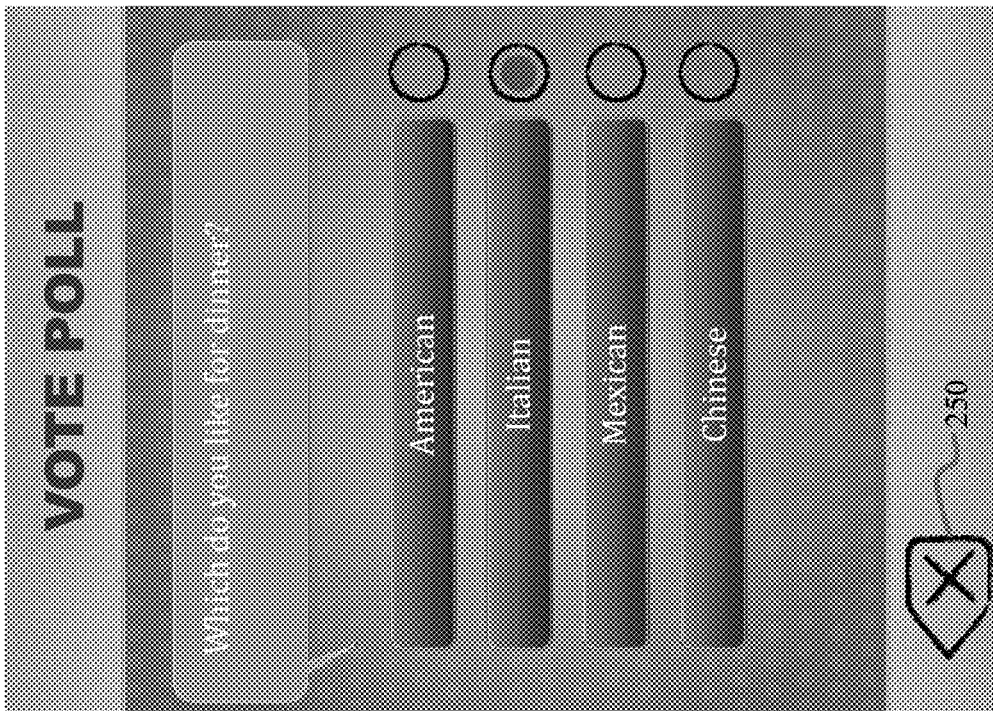 VOTE POLL
Which do you like for dinner?
American
Italian
Mexican
Chinese
250